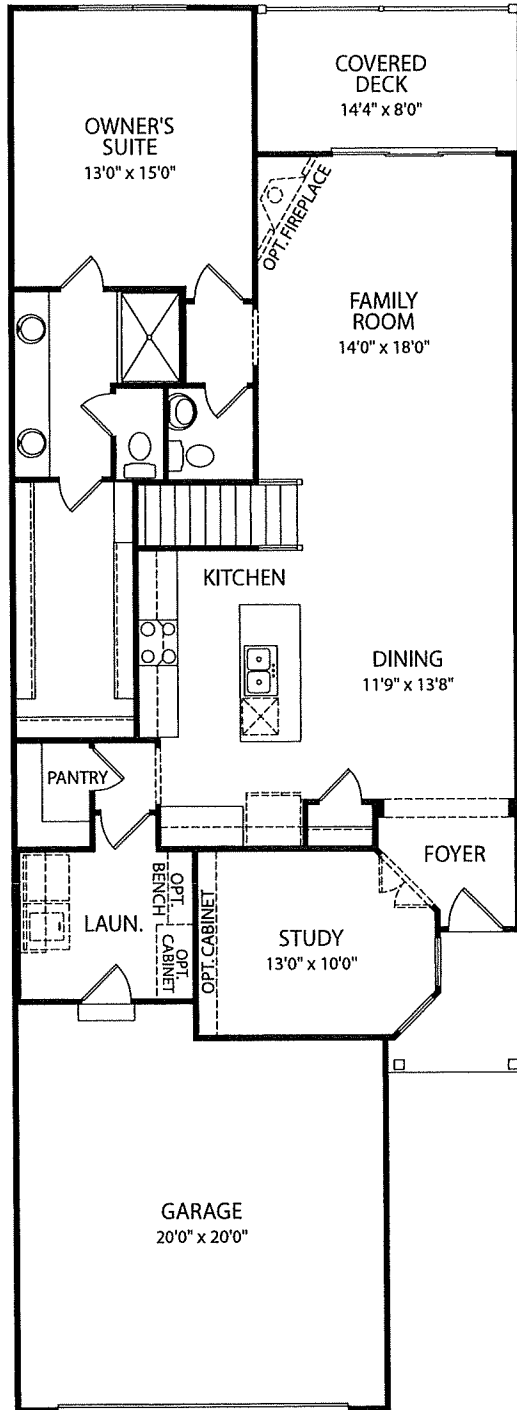 COVERED
DECK
14'4" x 8'0"
OWNER'S
SUITE
13'0" x 15'0"
OPT. FIREPLACE
FAMILY
ROOM
14'0" x 18'0"
KITCHEN
DINING
11'9" x 13'8"
PANTRY
FOYER
LAUN.
OPT.
BENCH
OPT.
CABINET
OPT. CABINET
STUDY
13'0" x 10'0"
GARAGE
20'0" x 20'0"